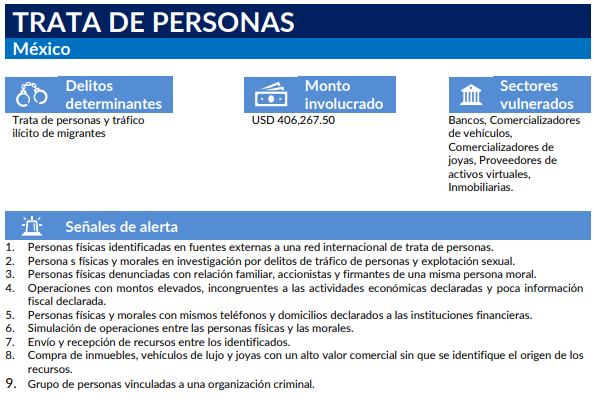 TRATA DE PERSONAS
México
Delitos
determinantes
Trata de personas y tráfico
ilícito de migrantes
Monto
involucrado
USD 406,267.50
Sectores
vulnerados
Bancos, Comercializadores
de vehículos,
Comercializadores de
joyas, Proveedores de
activos virtuales,
Inmobiliarias.
Señales de alerta
1. Personas físicas identificadas en fuentes externas a una red internacional de trata de personas.
2. Persona s físicas y morales en investigación por delitos de tráfico de personas y explotación sexual.
3. Personas físicas denunciadas con relación familiar, accionistas y firmantes de una misma persona moral.
4. Operaciones con montos elevados, incongruentes a las actividades económicas declaradas y poca información
fiscal declarada.
5. Personas físicas y morales con mismos teléfonos y domicilios declarados a las instituciones financieras.
6. Simulación de operaciones entre las personas físicas y las morales.
7. Envío y recepción de recursos entre los identificados.
8. Compra de inmuebles, vehículos de lujo y joyas con un alto valor comercial sin que se identifique el origen de los
recursos.
9. Grupo de personas vinculadas a una organización criminal.